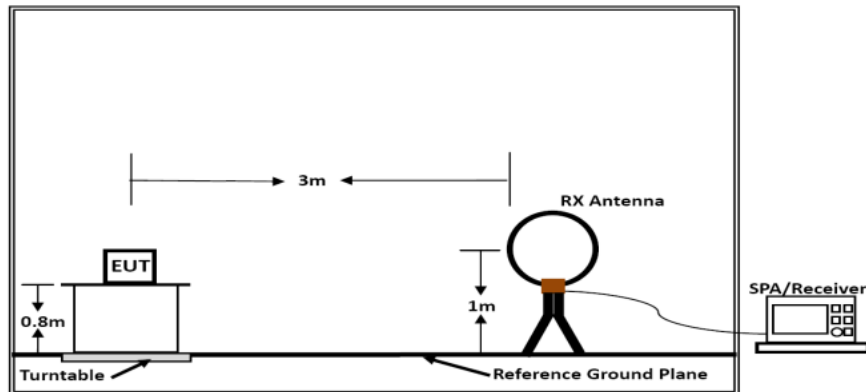 3m
RX Antenna
EUT
SPA/Receiver
0.8m
1m
Turntable
Reference Ground Plane